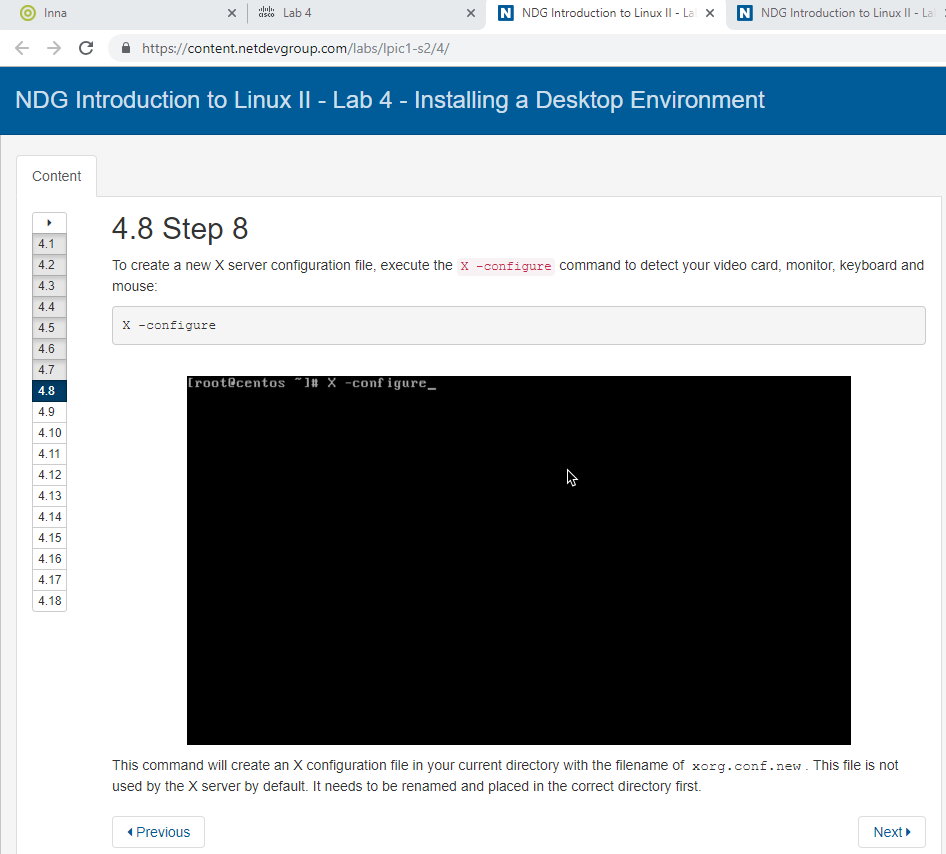 Inna
cisco Lab 4
N NDG Introduction to Linux II - La
N NDG Introduction to Linux II - La
https://content.netdevgroup.com/labs/lpic1-s2/4/
NDG Introduction to Linux II - Lab 4 - Installing a Desktop Environment
Content
4.1
4.2
4.3
4.4
4.5
4.6
4.7
4.8
4.9
4.10
4.11
4.12
4.13
4.14
4.15
4.16
4.17
4.18
4.8 Step 8
To create a new X server configuration file, execute the X -configure command to detect your video card, monitor, keyboard and
mouse:
X -configure
[root@centos ~]# X -configure_
This command will create an X configuration file in your current directory with the filename of xorg.conf.new . This file is not
used by the X server by default. It needs to be renamed and placed in the correct directory first.
Previous
Next